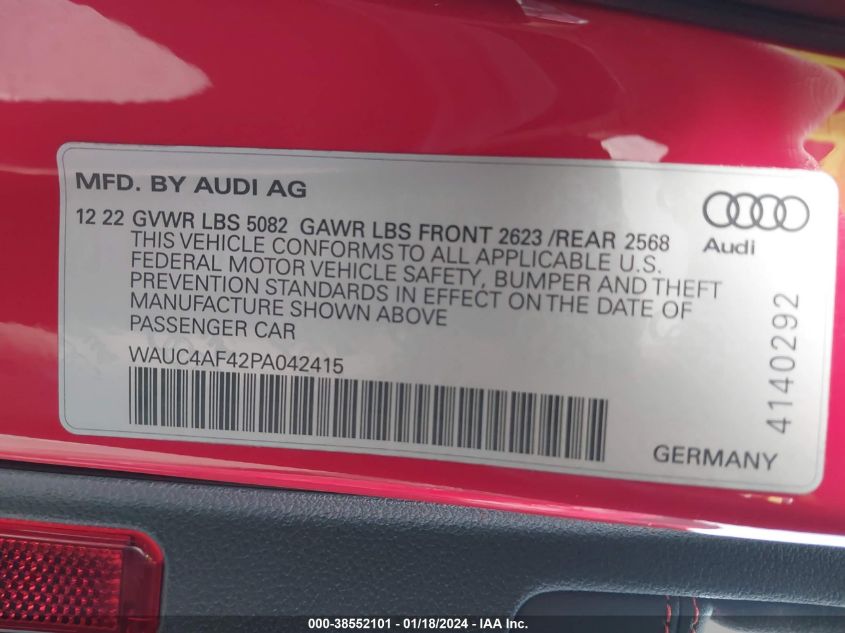 MFD. BY AUDI AG
12 22 GVWR LBS 5082 GAWR LBS FRONT 2623 /REAR 2568
THIS VEHICLE CONFORMS TO ALL APPLICABLE U.S.
FEDERAL MOTOR VEHICLE SAFETY, BUMPER AND THEFT
PREVENTION STANDARDS IN EFFECT ON THE DATE OF
MANUFACTURE SHOWN ABOVE
PASSENGER CAR
WAUC4AF42PA042415
Audi
4140292
GERMANY
000-38552101 - 01/18/2024 - IAA Inc.